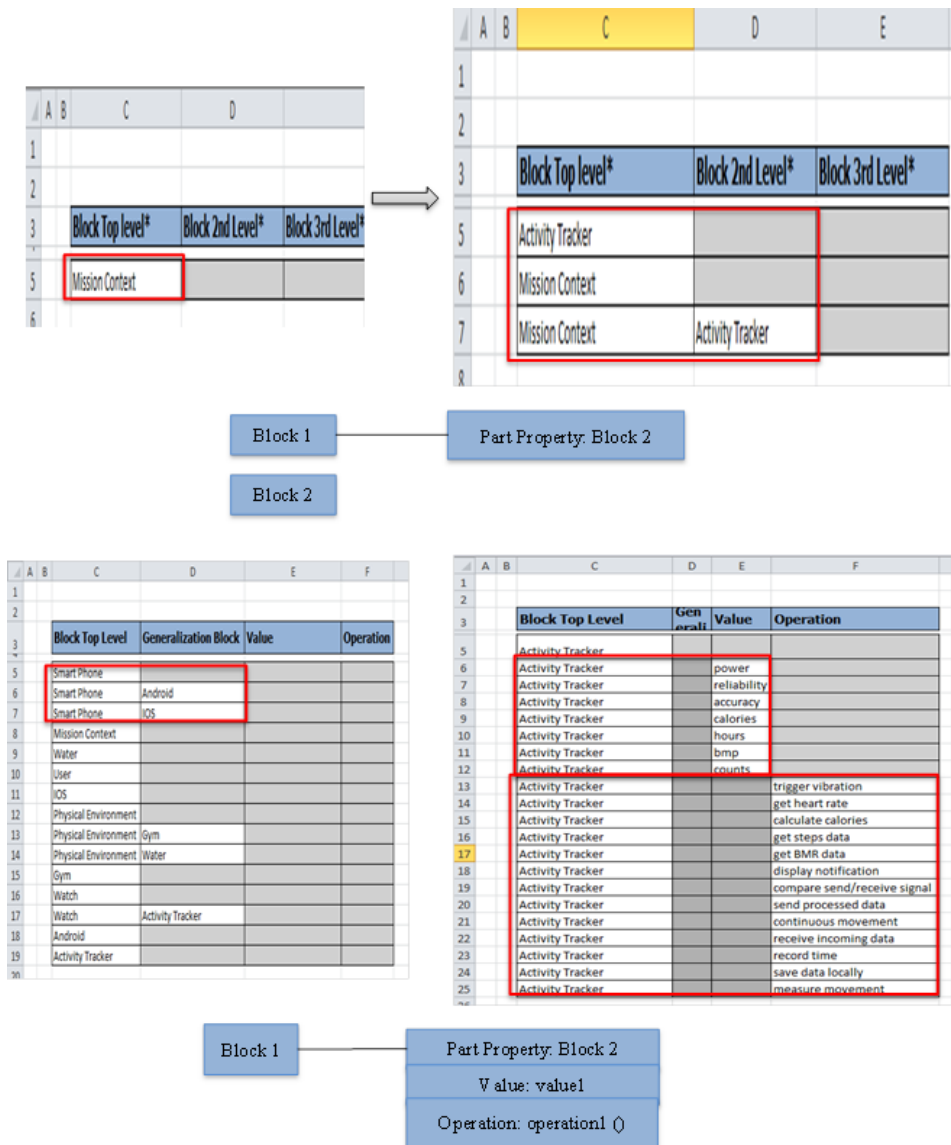 A B C D
1
2
3 Block Top level* Block 2nd Level* Block 3rd Level*
5 Mission Context
6
A B C D E
1
2
3 Block Top level* Block 2nd Level* Block 3rd Level*
5 Activity Tracker
6 Mission Context
7 Mission Context Activity Tracker
8
Block 1 Part Property: Block 2
Block 2
A B C D E F
1
2
3 Block Top Level Generalization Block Value Operation
5 Smart Phone
6 Smart Phone Android
7 Smart Phone IOS
8 Mission Context
9 Water
10 User
11 IOS
12 Physical Environment
13 Physical Environment Gym
14 Physical Environment Water
15 Gym
16 Watch
17 Watch Activity Tracker
18 Android
19 Activity Tracker
20
A B C D E F
1
2
3 Block Top Level Gen erali Value Operation
5 Activity Tracker
6 Activity Tracker power
7 Activity Tracker reliability
8 Activity Tracker accuracy
9 Activity Tracker calories
10 Activity Tracker hours
11 Activity Tracker bmp
12 Activity Tracker counts
13 Activity Tracker trigger vibration
14 Activity Tracker get heart rate
15 Activity Tracker calculate calories
16 Activity Tracker get steps data
17 Activity Tracker get BMR data
18 Activity Tracker display notification
19 Activity Tracker compare send/receive signal
20 Activity Tracker send processed data
21 Activity Tracker continuous movement
22 Activity Tracker receive incoming data
23 Activity Tracker record time
24 Activity Tracker save data locally
25 Activity Tracker measure movement
Block 1 Part Property: Block 2
Value: value1
Operation: operation1 ()